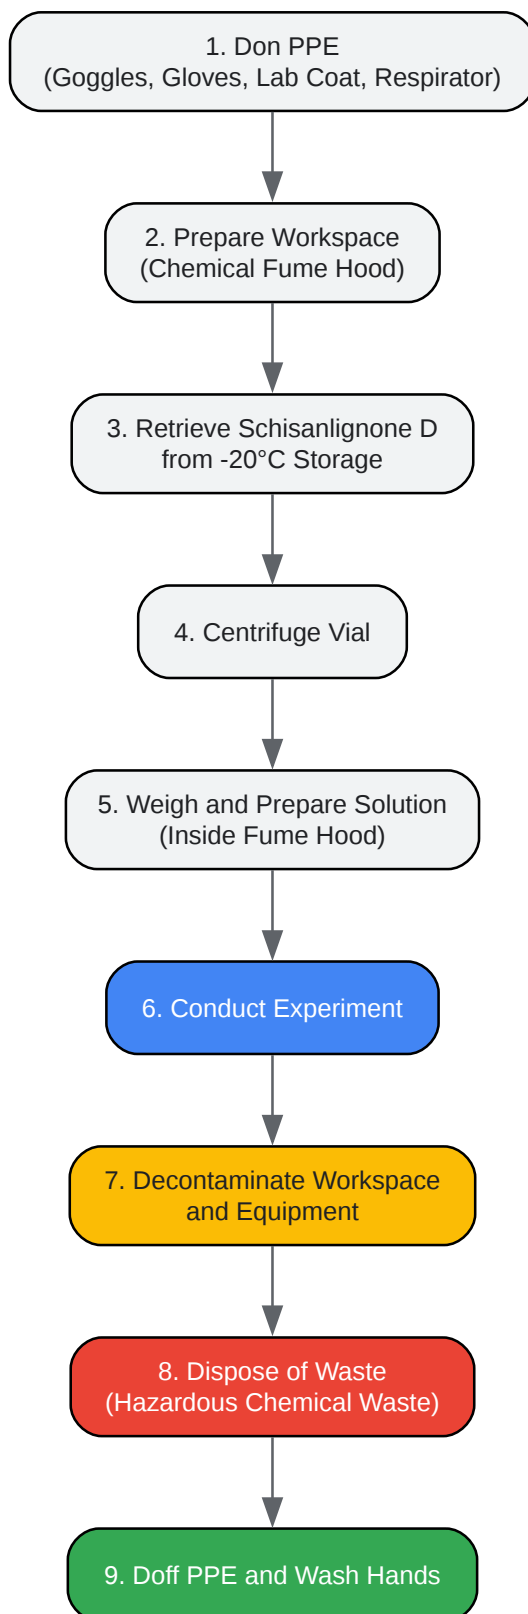 1. Don PPE
(Goggles, Gloves, Lab Coat, Respirator)
2. Prepare Workspace
(Chemical Fume Hood)
3. Retrieve Schisanlignone D
from -20°C Storage
4. Centrifuge Vial
5. Weigh and Prepare Solution
(Inside Fume Hood)
6. Conduct Experiment
7. Decontaminate Workspace
and Equipment
8. Dispose of Waste
(Hazardous Chemical Waste)
9. Doff PPE and Wash Hands